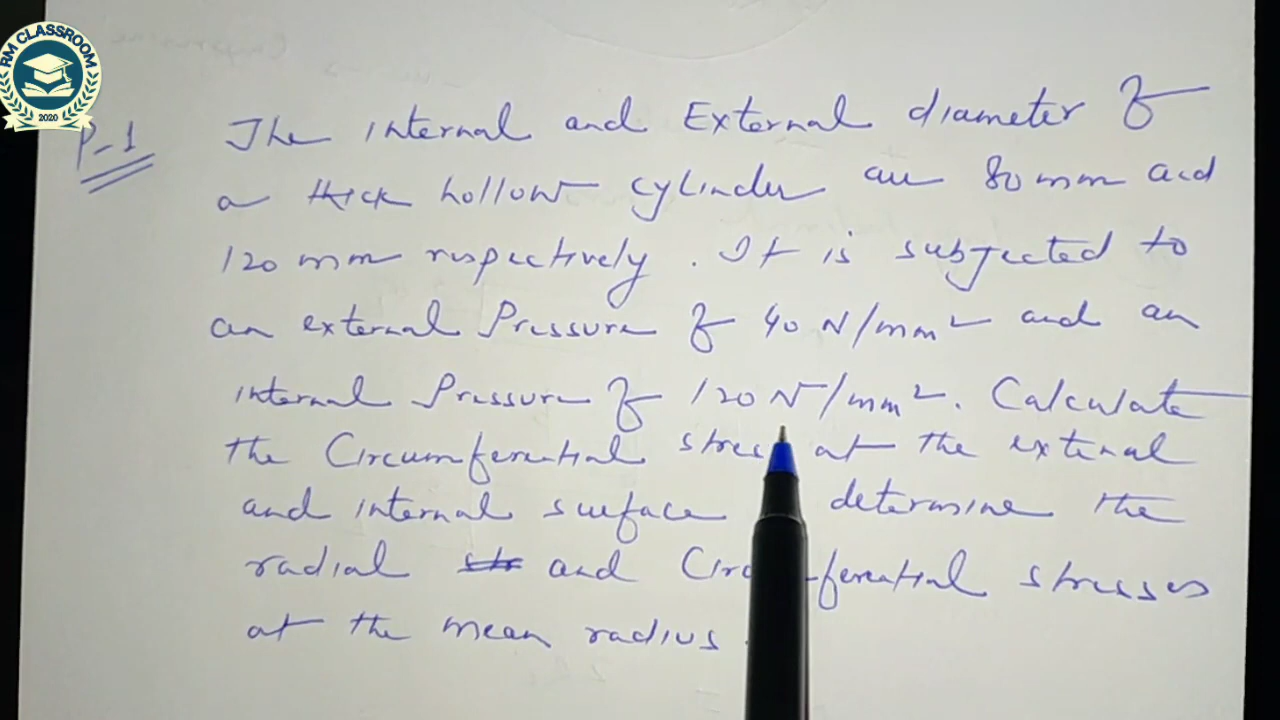 RM CLASSROOM
2020
P-1
The internal and External diameter of
a thick hollow cylinder are 80 mm and
120 mm respectively. It is subjected to
an external Pressure of 40 N/mm² and an
internal Pressure of 120 N/mm². Calculate
the Circumferential stress at the external
and internal surface determine the
radial and Circumferential stresses
at the mean radius.